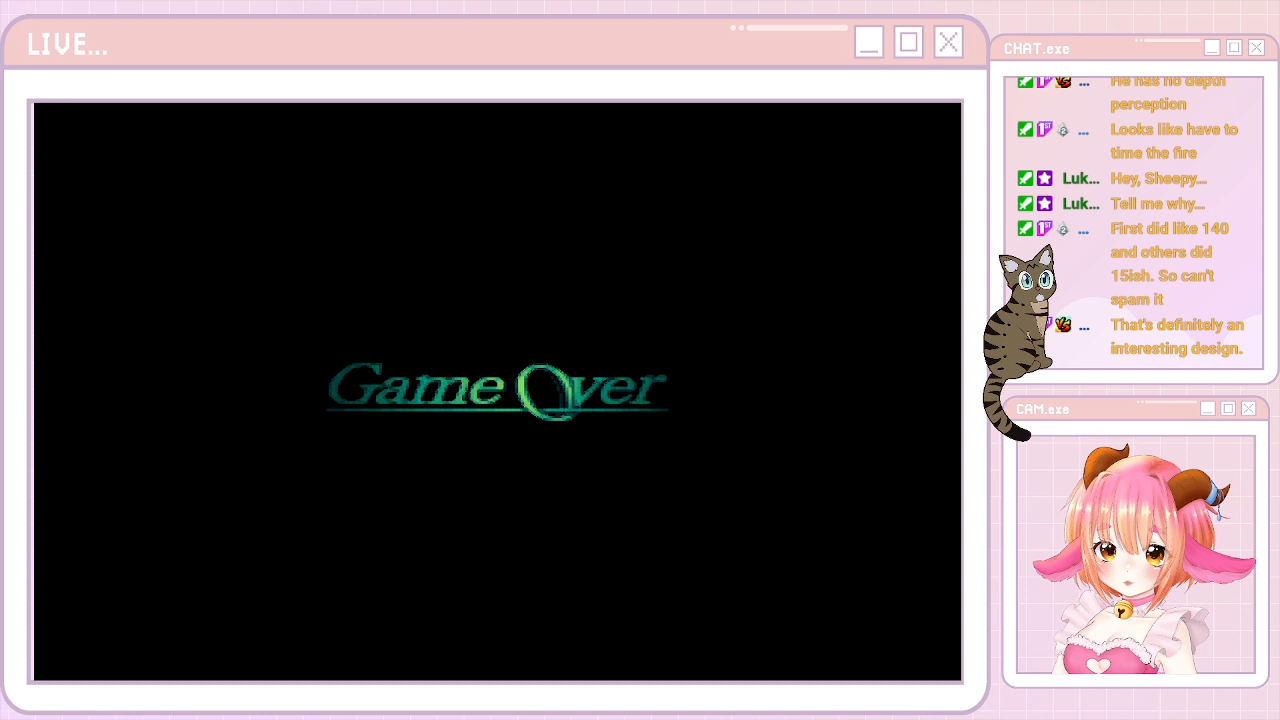 LIVE...
CHAT.exe
... He has no depth
perception
... Looks like have to
time the fire
Luk... Hey, Sheepy...
Luk... Tell me why...
... First did like 140
and others did
15ish. So can't
spam it
... That's definitely an
interesting design.
Game Over
CAM.exe